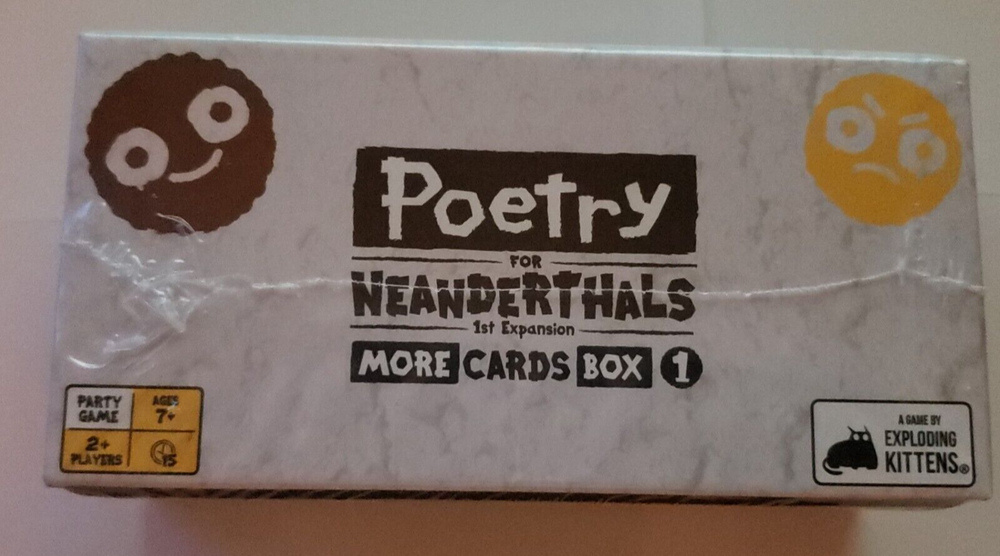 Poetry
FOR
NEANDERTHALS
1st Expansion
MORE CARDS BOX 1
PARTY GAME
AGES 7+
2+ PLAYERS
15
A GAME BY
EXPLODING
KITTENS®